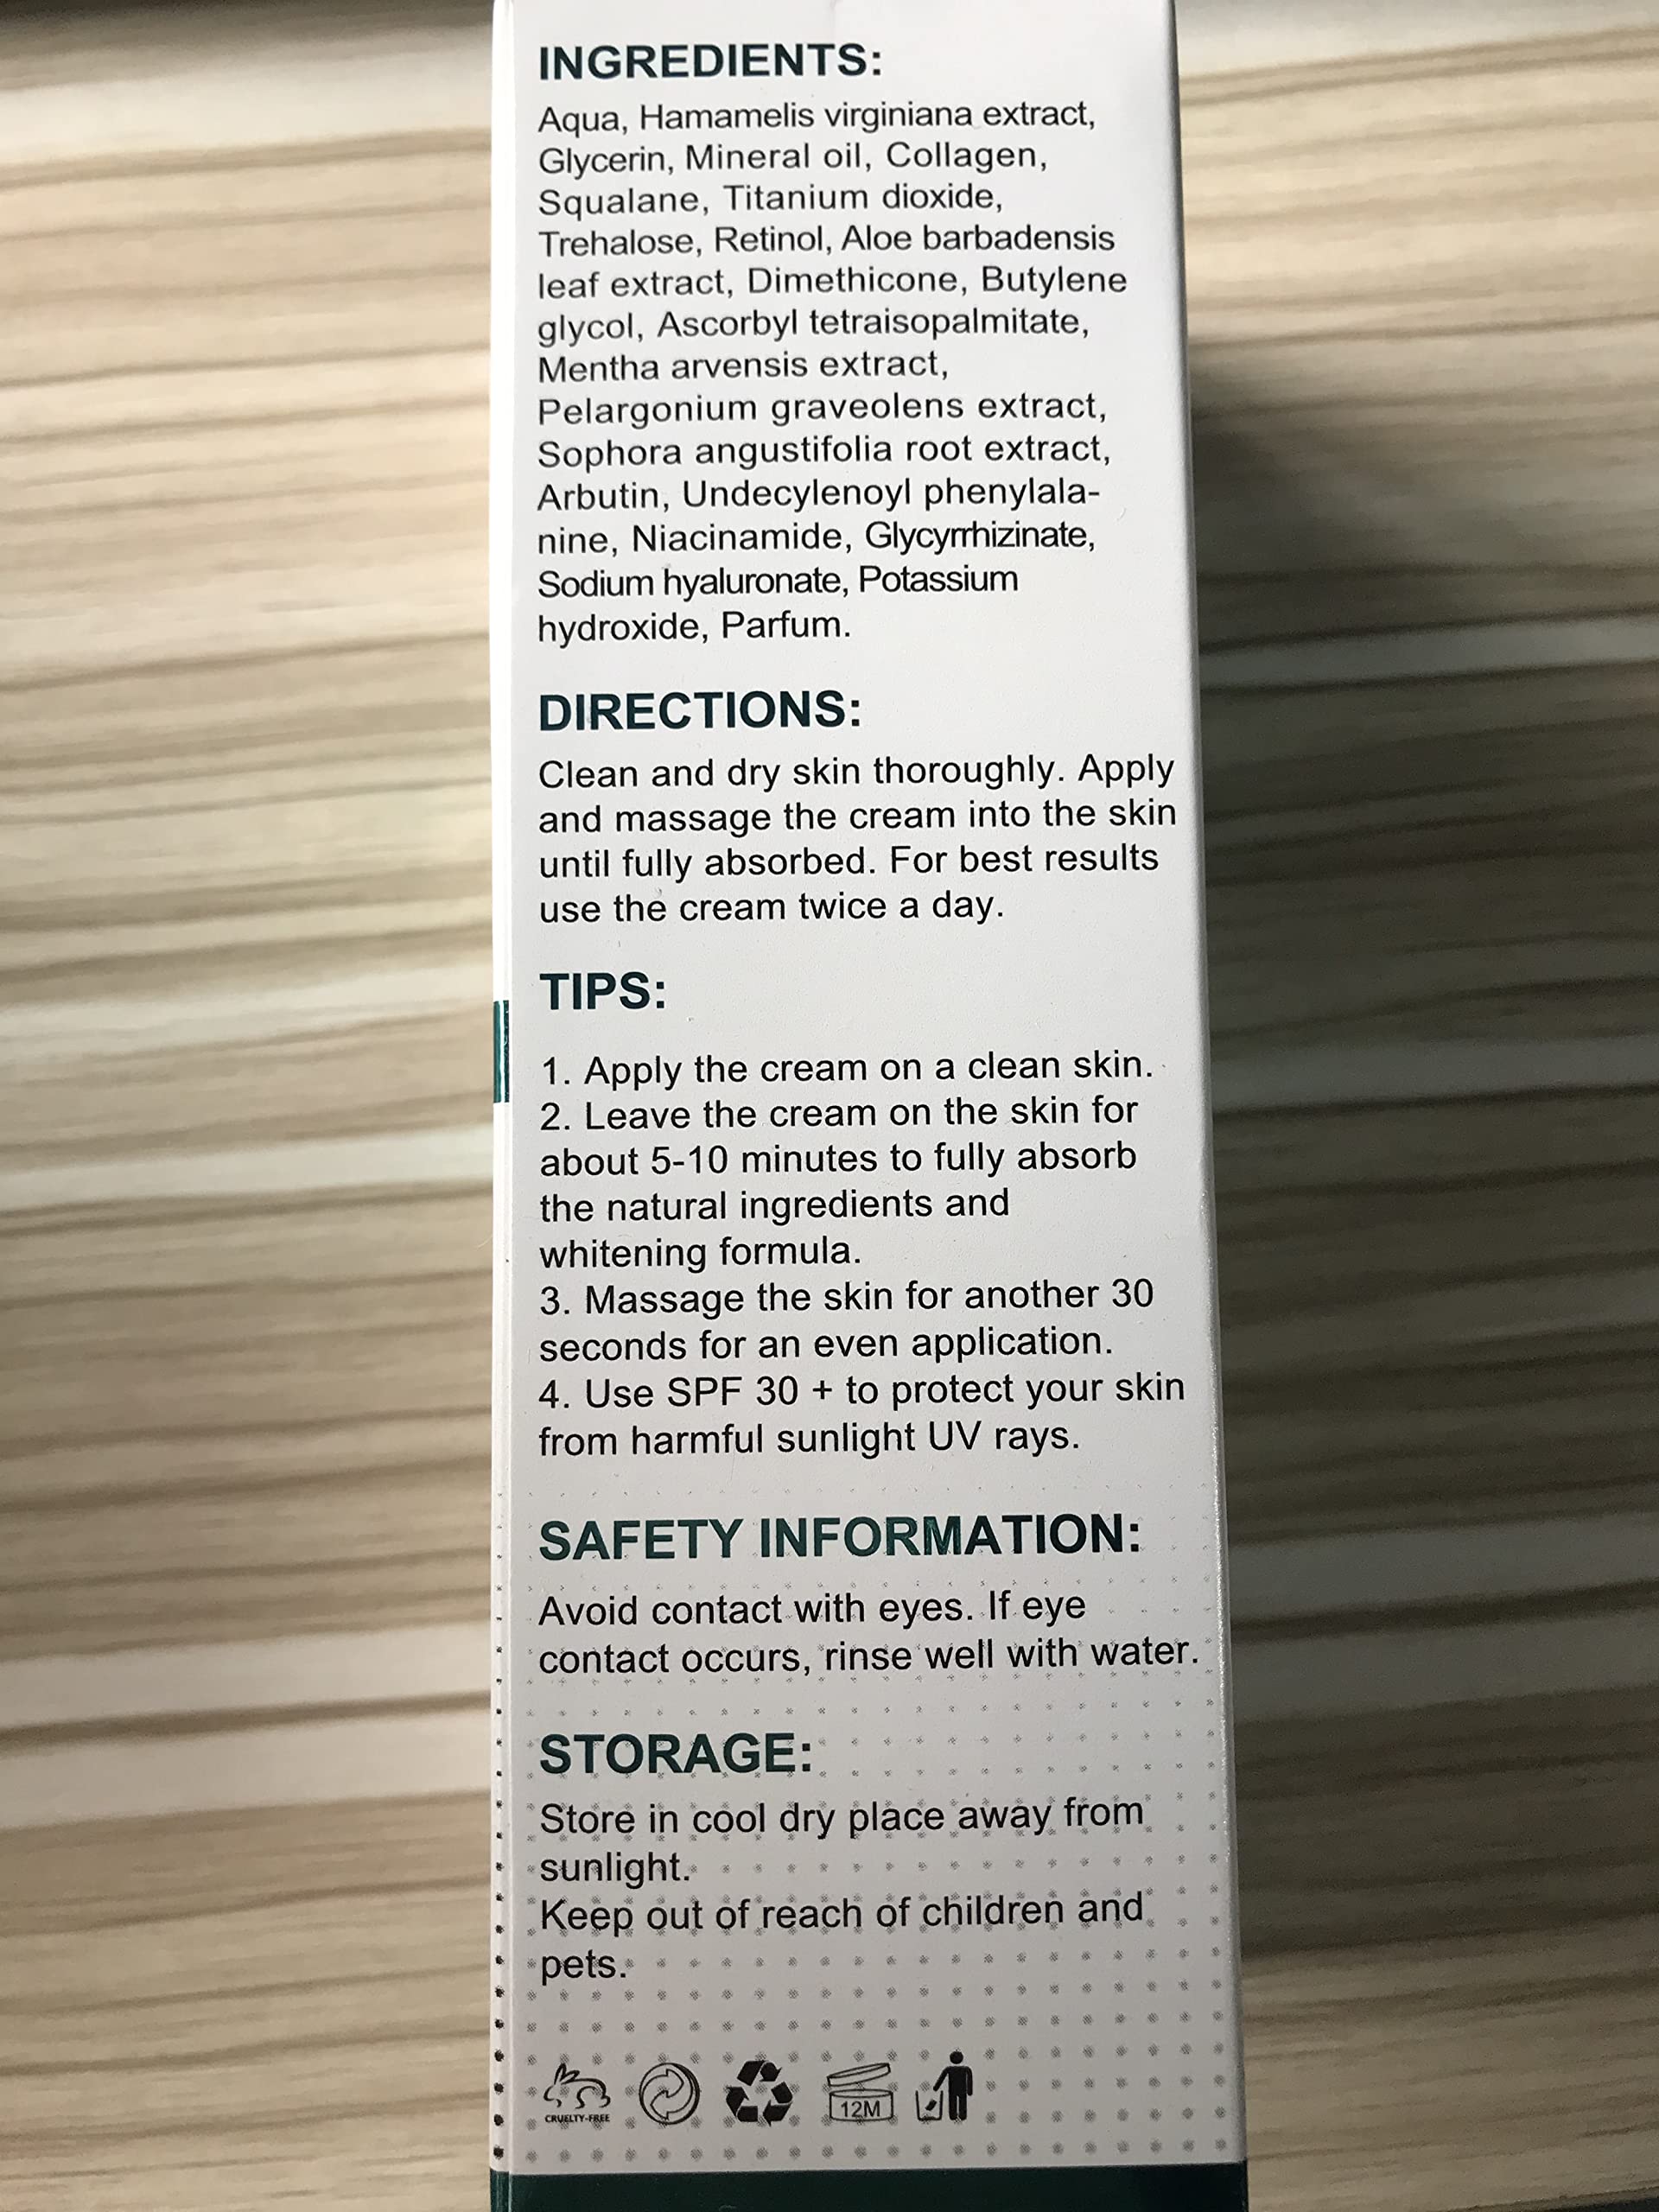 INGREDIENTS:
Aqua, Hamamelis virginiana extract,
Glycerin, Mineral oil, Collagen,
Squalane, Titanium dioxide,
Trehalose, Retinol, Aloe barbadensis
leaf extract, Dimethicone, Butylene
glycol, Ascorbyl tetraisopalmitate,
Mentha arvensis extract,
Pelargonium graveolens extract,
Sophora angustifolia root extract,
Arbutin, Undecylenoyl phenylala-
nine, Niacinamide, Glycyrrhizinate,
Sodium hyaluronate, Potassium
hydroxide, Parfum.
DIRECTIONS:
Clean and dry skin thoroughly. Apply
and massage the cream into the skin
until fully absorbed. For best results
use the cream twice a day.
TIPS:
1. Apply the cream on a clean skin.
2. Leave the cream on the skin for
about 5-10 minutes to fully absorb
the natural ingredients and
whitening formula.
3. Massage the skin for another 30
seconds for an even application.
4. Use SPF 30 + to protect your skin
from harmful sunlight UV rays.
SAFETY INFORMATION:
Avoid contact with eyes. If eye
contact occurs, rinse well with water.
STORAGE:
Store in cool dry place away from
sunlight.
Keep out of reach of children and
pets.
CRUELTY-FREE
12M